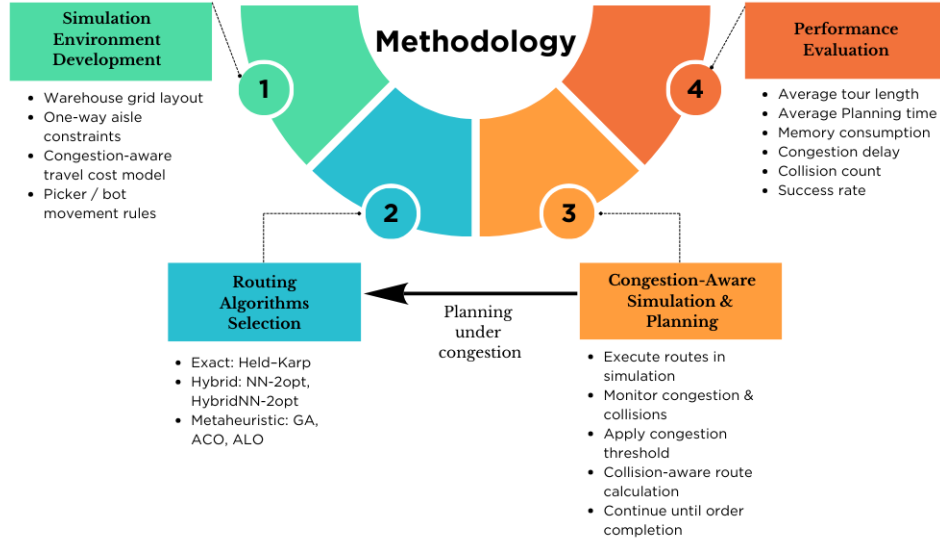 Methodology
1
Simulation
Environment
Development
• Warehouse grid layout
• One-way aisle
constraints
• Congestion-aware
travel cost model
• Picker / bot
movement rules
2
Routing
Algorithms
Selection
• Exact: Held–Karp
• Hybrid: NN-2opt,
HybridNN-2opt
• Metaheuristic: GA,
ACO, ALO
Planning
under
congestion
3
Congestion-Aware
Simulation &
Planning
• Execute routes in
simulation
• Monitor congestion &
collisions
• Apply congestion
threshold
• Collision-aware route
calculation
• Continue until order
completion
4
Performance
Evaluation
• Average tour length
• Average Planning time
• Memory consumption
• Congestion delay
• Collision count
• Success rate